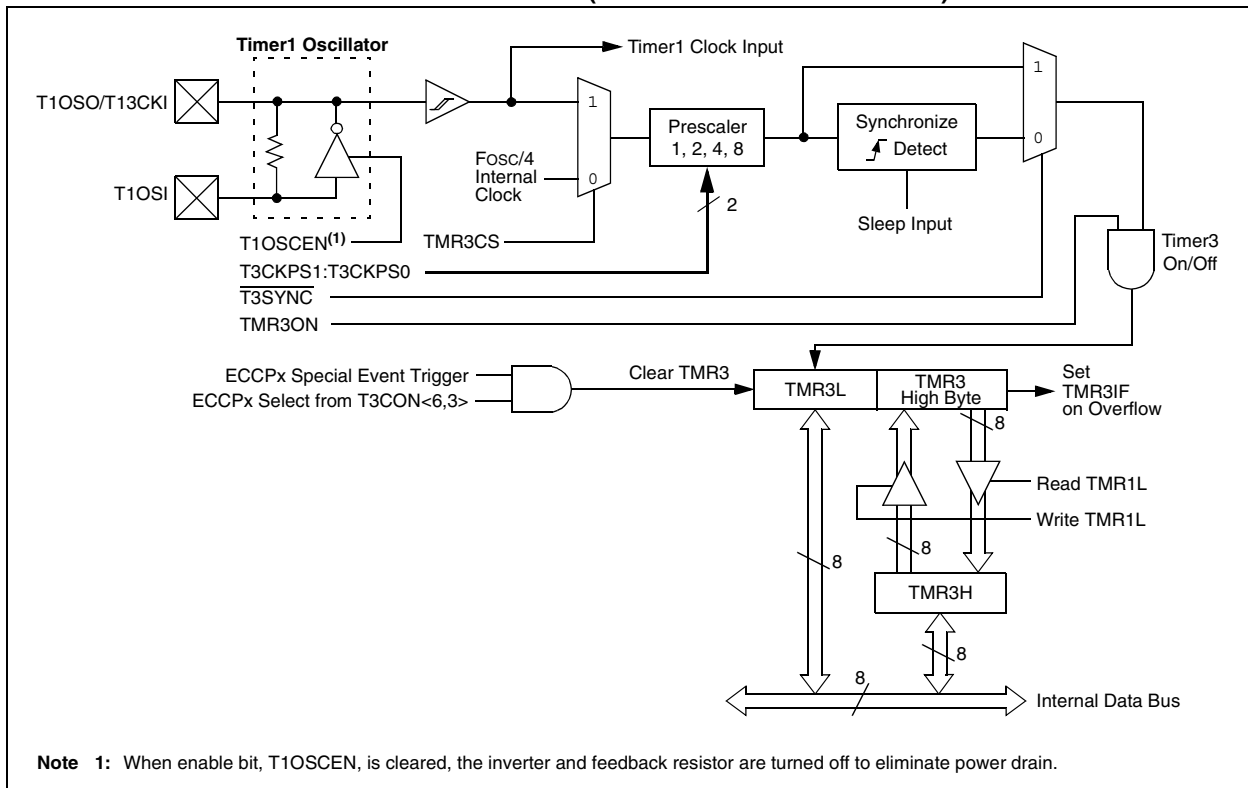 Timer1 Oscillator
Timer1 Clock Input
T1OSO/T13CKI
1
1
Prescaler
1, 2, 4, 8
Synchronize
Detect
0
FOSC/4
Internal
Clock
0
T1OSI
2
Sleep Input
T1OSCEN(1)
TMR3CS
Timer3
On/Off
T3CKPS1:T3CKPS0
T3SYNC
TMR3ON
ECCPx Special Event Trigger
ECCPx Select from T3CON<6,3>
Clear TMR3
TMR3L
TMR3
High Byte
Set
TMR3IF
on Overflow
8
Read TMR1L
Write TMR1L
8
8
TMR3H
8
8
Internal Data Bus
Note 1: When enable bit, T1OSCEN, is cleared, the inverter and feedback resistor are turned off to eliminate power drain.